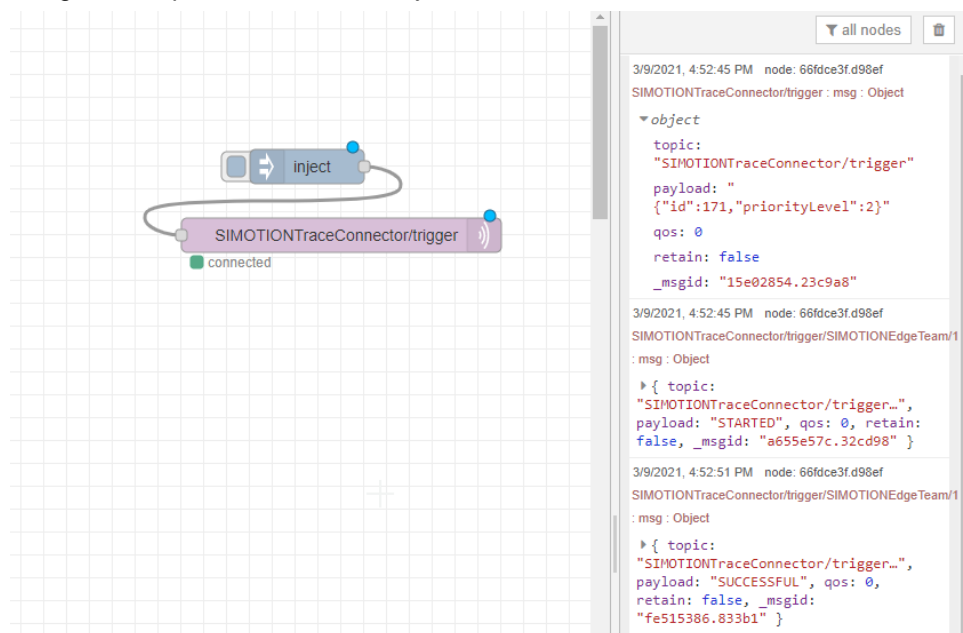 inject
SIMOTIONTraceConnector/trigger
connected
all nodes
3/9/2021, 4:52:45 PM node: 66fdce3f.d98ef
SIMOTIONTraceConnector/trigger : msg : Object
object
topic:
"SIMOTIONTraceConnector/trigger"
payload: "
{"id":171,"priorityLevel":2}"
qos: 0
retain: false
_msgid: "15e02854.23c9a8"
3/9/2021, 4:52:45 PM node: 66fdce3f.d98ef
SIMOTIONTraceConnector/trigger/SIMOTIONEdgeTeam/1
: msg : Object
{ topic:
"SIMOTIONTraceConnector/trigger…",
payload: "STARTED", qos: 0, retain:
false, _msgid: "a655e57c.32cd98" }
3/9/2021, 4:52:51 PM node: 66fdce3f.d98ef
SIMOTIONTraceConnector/trigger/SIMOTIONEdgeTeam/1
: msg : Object
{ topic:
"SIMOTIONTraceConnector/trigger…",
payload: "SUCCESSFUL", qos: 0,
retain: false, _msgid:
"fe515386.833b1" }